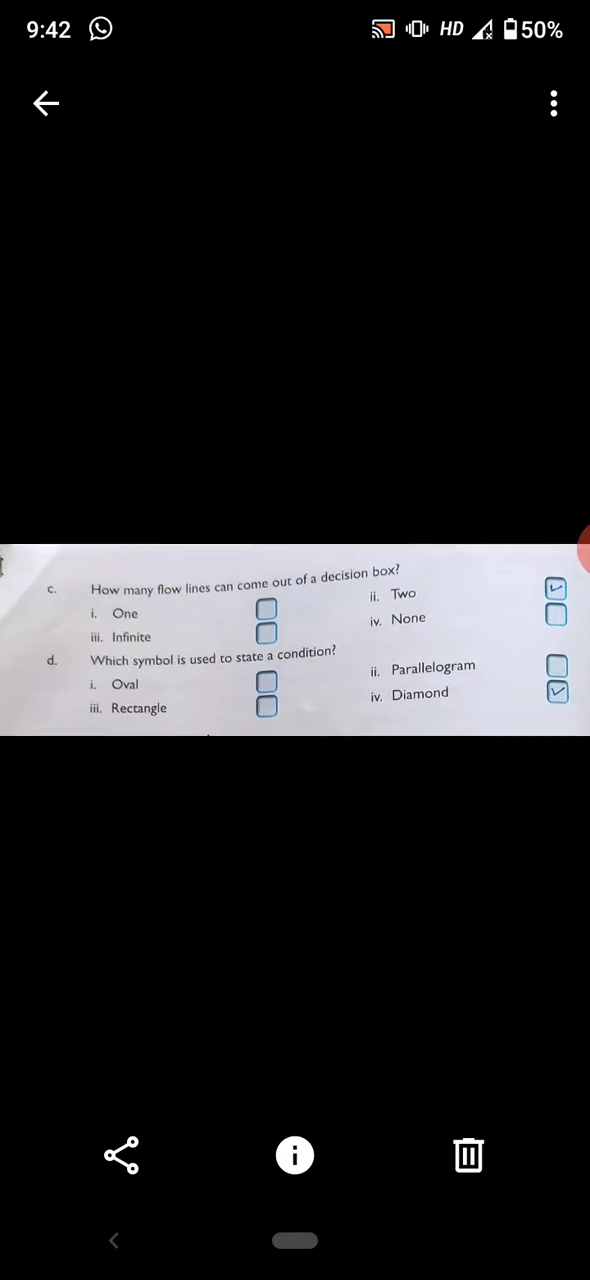 9:42 HD 50%
c. How many flow lines can come out of a decision box?
i. One ii. Two
iii. Infinite iv. None
d. Which symbol is used to state a condition?
i. Oval ii. Parallelogram
iii. Rectangle iv. Diamond